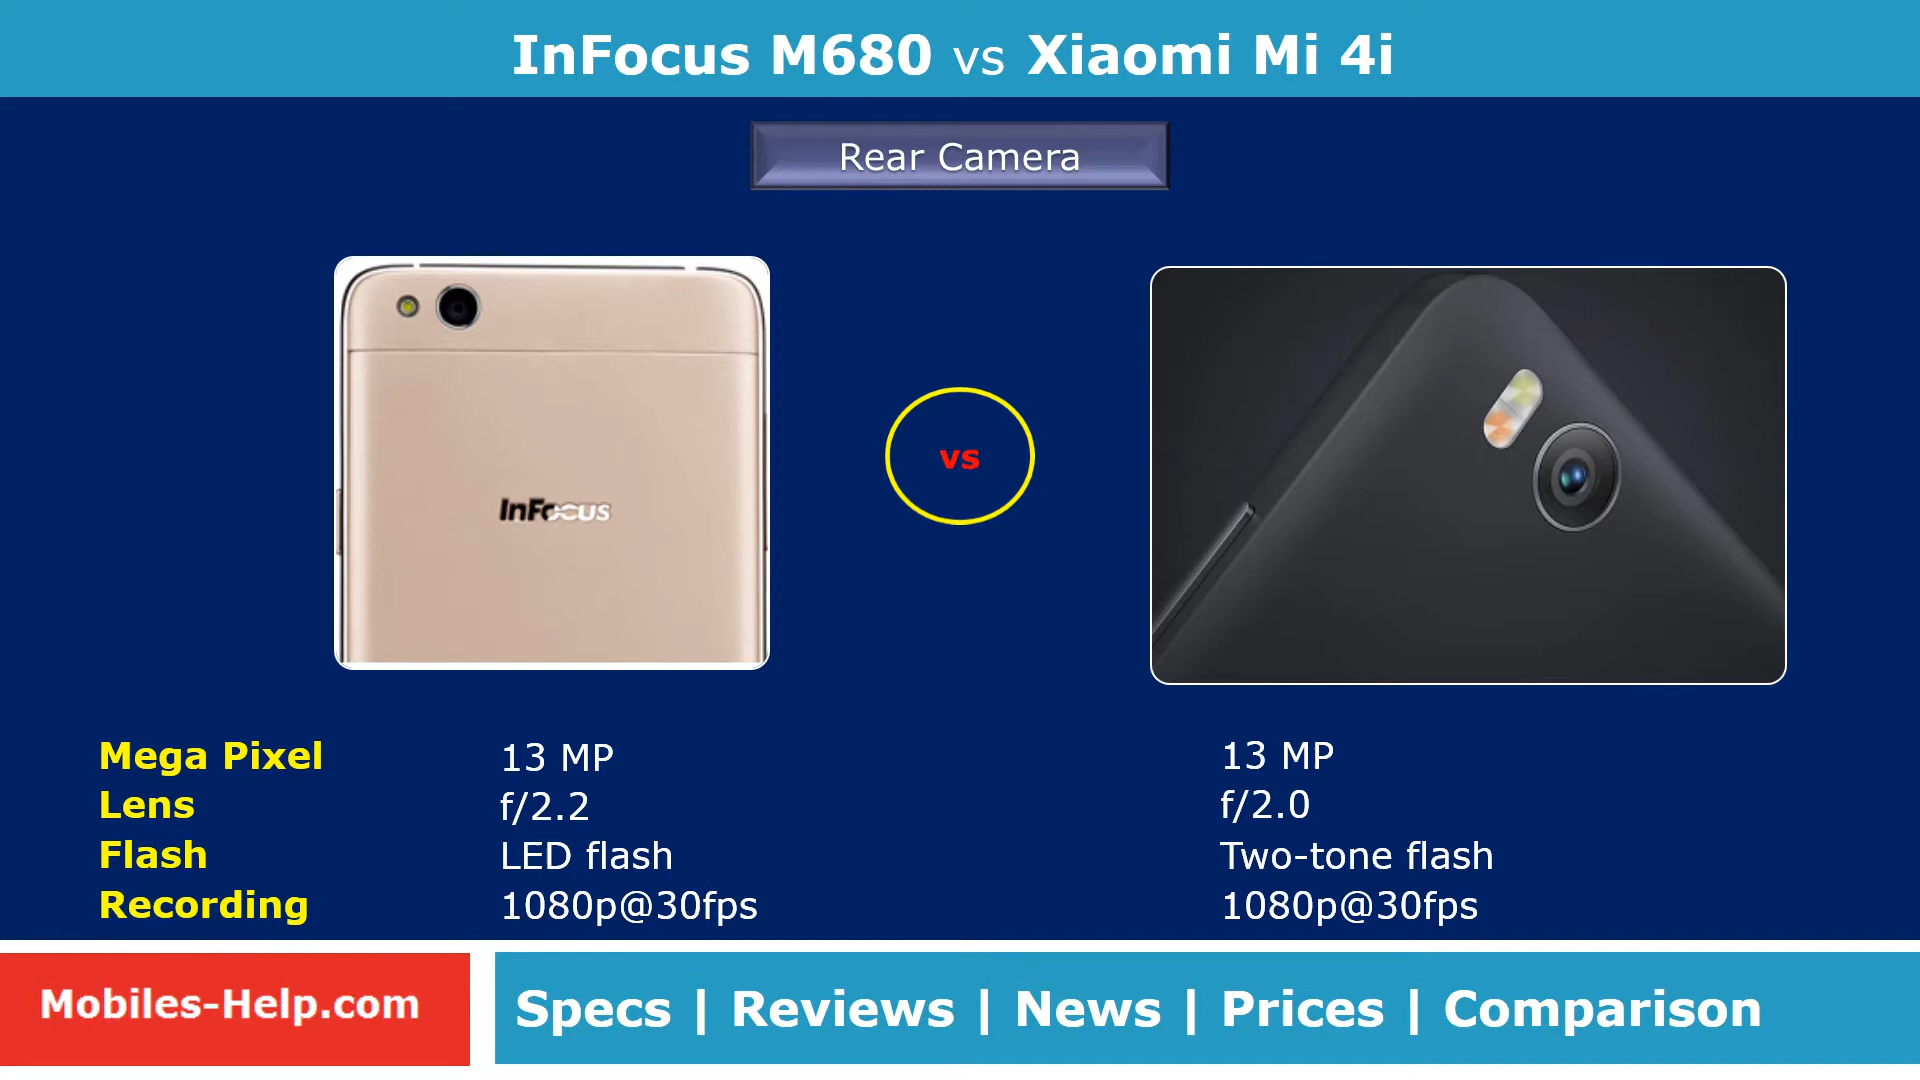 InFocus M680 vs Xiaomi Mi 4i
Rear Camera
InFocus
vs
Mega Pixel 13 MP 13 MP
Lens f/2.2 f/2.0
Flash LED flash Two-tone flash
Recording 1080p@30fps 1080p@30fps
Mobiles-Help.com
Specs | Reviews | News | Prices | Comparison